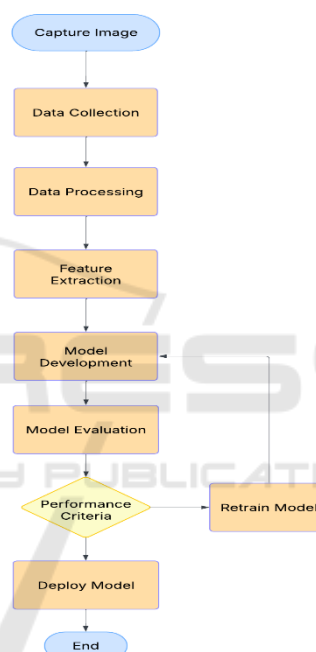 Capture Image
Data Collection
Data Processing
Feature
Extraction
Model
Development
Model Evaluation
Performance
Criteria
Retrain Model
Deploy Model
End